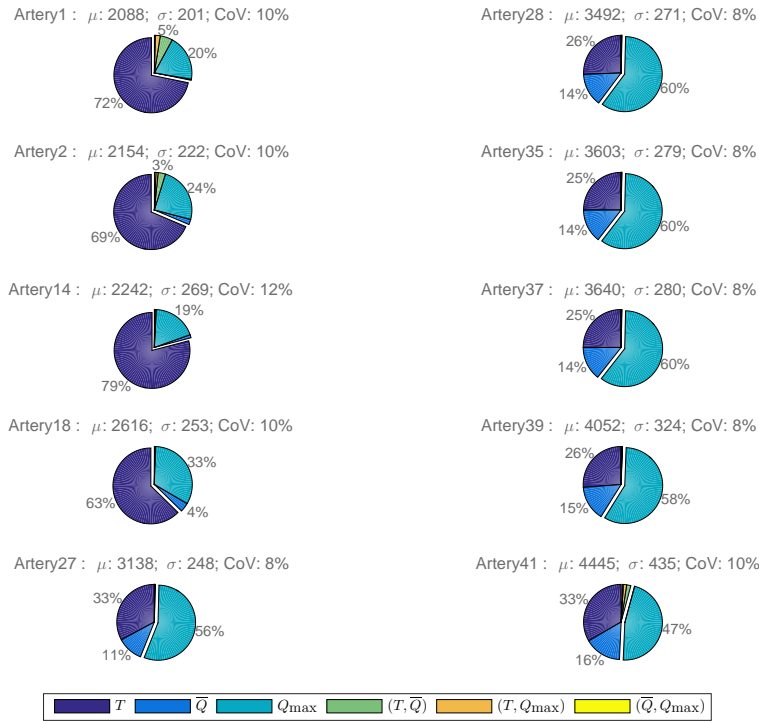 Artery1 : μ: 2088; σ: 201; CoV: 10%
5%
20%
72%
Artery2 : μ: 2154; σ: 222; CoV: 10%
3%
24%
69%
Artery14 : μ: 2242; σ: 269; CoV: 12%
19%
79%
Artery18 : μ: 2616; σ: 253; CoV: 10%
33%
63%
4%
Artery27 : μ: 3138; σ: 248; CoV: 8%
33%
56%
11%
Artery28 : μ: 3492; σ: 271; CoV: 8%
26%
14%
60%
Artery35 : μ: 3603; σ: 279; CoV: 8%
25%
14%
60%
Artery37 : μ: 3640; σ: 280; CoV: 8%
25%
14%
60%
Artery39 : μ: 4052; σ: 324; CoV: 8%
26%
15%
58%
Artery41 : μ: 4445; σ: 435; CoV: 10%
33%
47%
16%
T Q̅ Qmax (T, Q̅) (T, Qmax) (Q̅, Qmax)